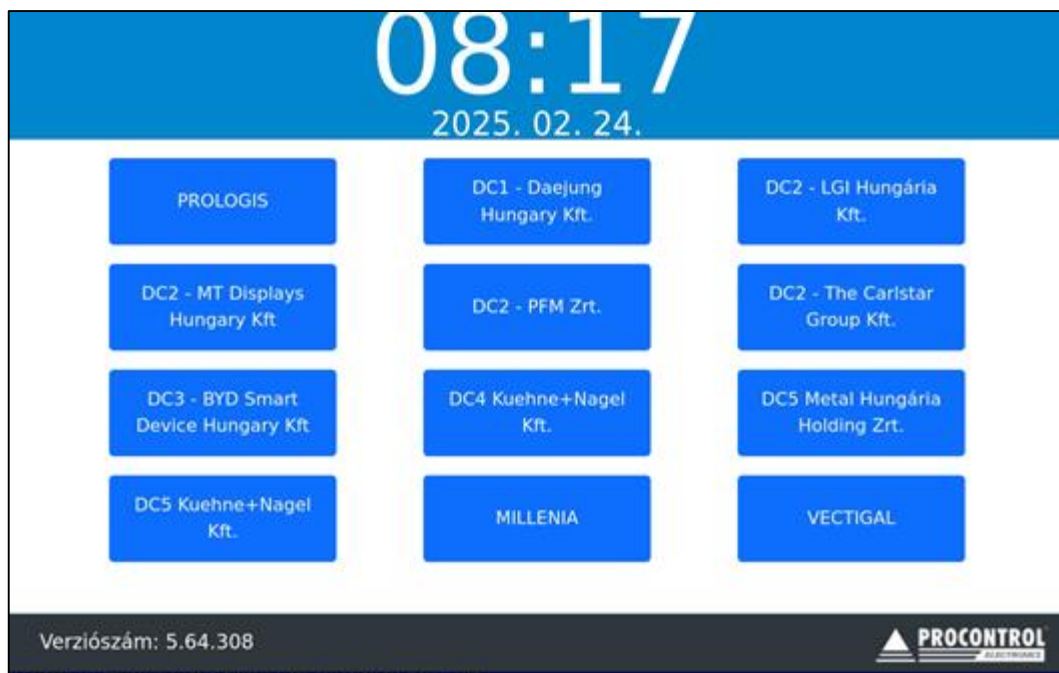 08:17
2025. 02. 24.
PROLOGIS
DC1 - Daejung
Hungary Kft.
DC2 - LGI Hungária
Kft.
DC2 - MT Displays
Hungary Kft
DC2 - PFM Zrt.
DC2 - The Carlstar
Group Kft.
DC3 - BYD Smart
Device Hungary Kft
DC4 Kuehne+Nagel
Kft.
DC5 Metal Hungária
Holding Zrt.
DC5 Kuehne+Nagel
Kft.
MILLENIA
VECTIGAL
Verziószám: 5.64.308
PROCONTROL
ELECTRONICS